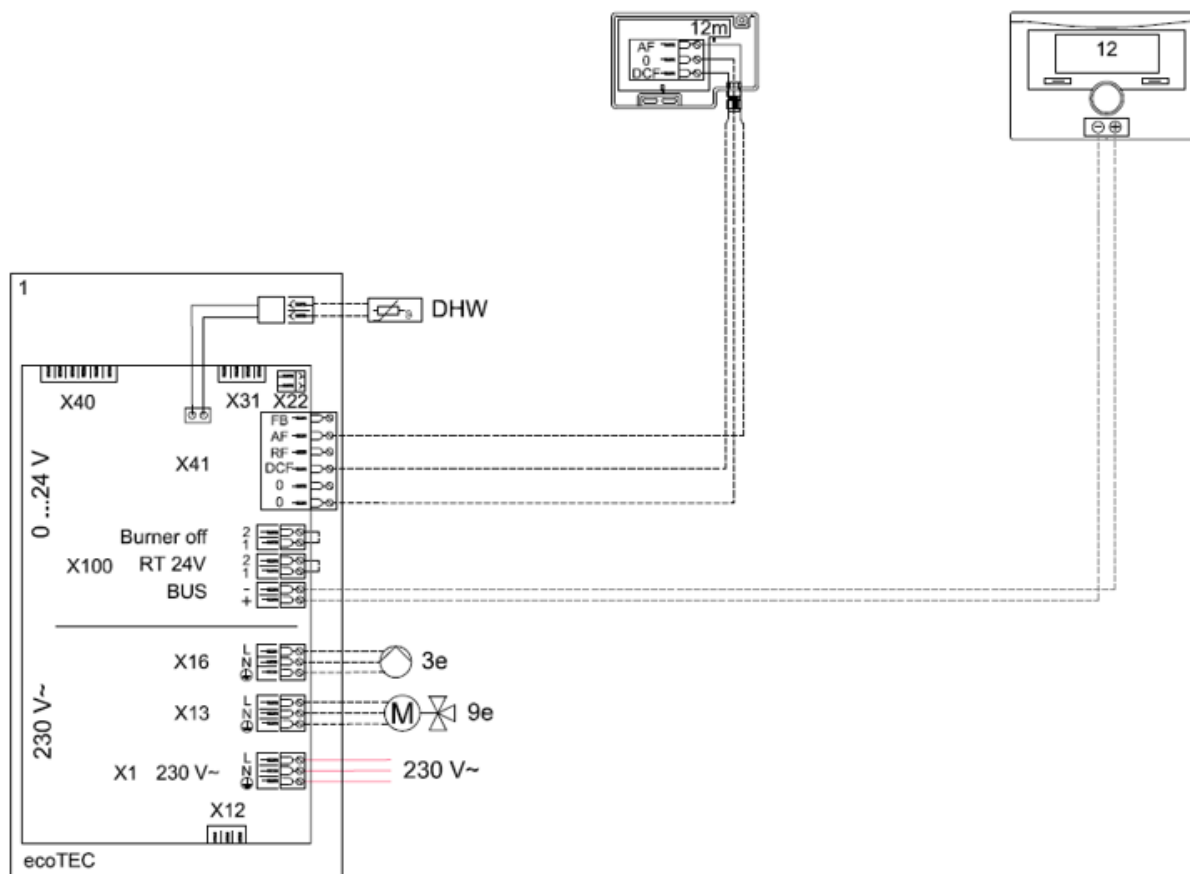 12m
AF
0
DCF
12
1
DHW
X40
X31
X22
FB
AF
RF
DCF
0
0
X41
0 ...24 V
Burner off
2
1
X100
RT 24V
2
1
BUS
-
+
X16
L
N
3e
X13
L
N
M
9e
230 V~
X1
230 V~
L
N
230 V~
X12
ecoTEC